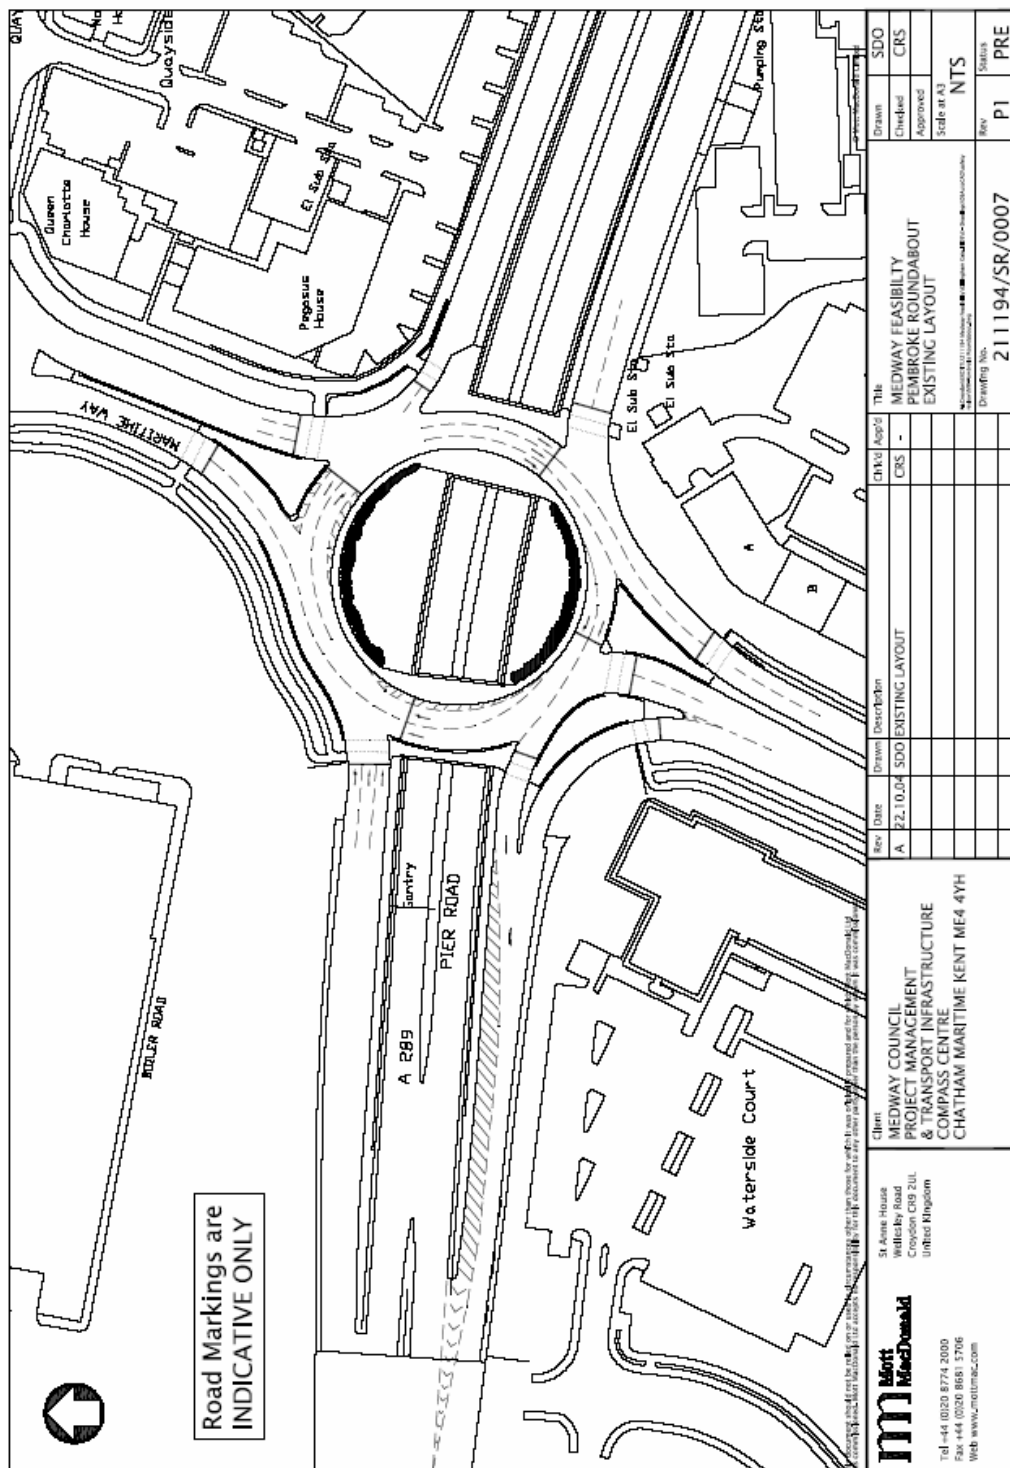 QUAY
Quayside
Queen
Charlotte
House
El Sub Sta
Pegasus
House
Pumping Sta
MARITIME WAY
El Sub Sta
El Sub Sta
A
B
Gantry
PIER ROAD
A 289
Waterside Court
Road Markings are
INDICATIVE ONLY
Mott
MacDonald
St Anne House
Wellesley Road
Croydon CR9 2UL
United Kingdom
Tel +44 (0)20 8774 2000
Fax +44 (0)20 8681 5706
Web www.mottmac.com
Client
MEDWAY COUNCIL
PROJECT MANAGEMENT
& TRANSPORT INFRASTRUCTURE
COMPASS CENTRE
CHATHAM MARITIME KENT ME4 4YH
Rev Date Drawn Description Ch'k'd App'd
A 22.10.04 SDO EXISTING LAYOUT CRS -
Title
MEDWAY FEASIBILTY
PEMBROKE ROUNDABOUT
EXISTING LAYOUT
Drawn SDO
Checked CRS
Approved
Scale at A3
NTS
Drawing No.
211194/SR/0007
Rev
P1
Status
PRE